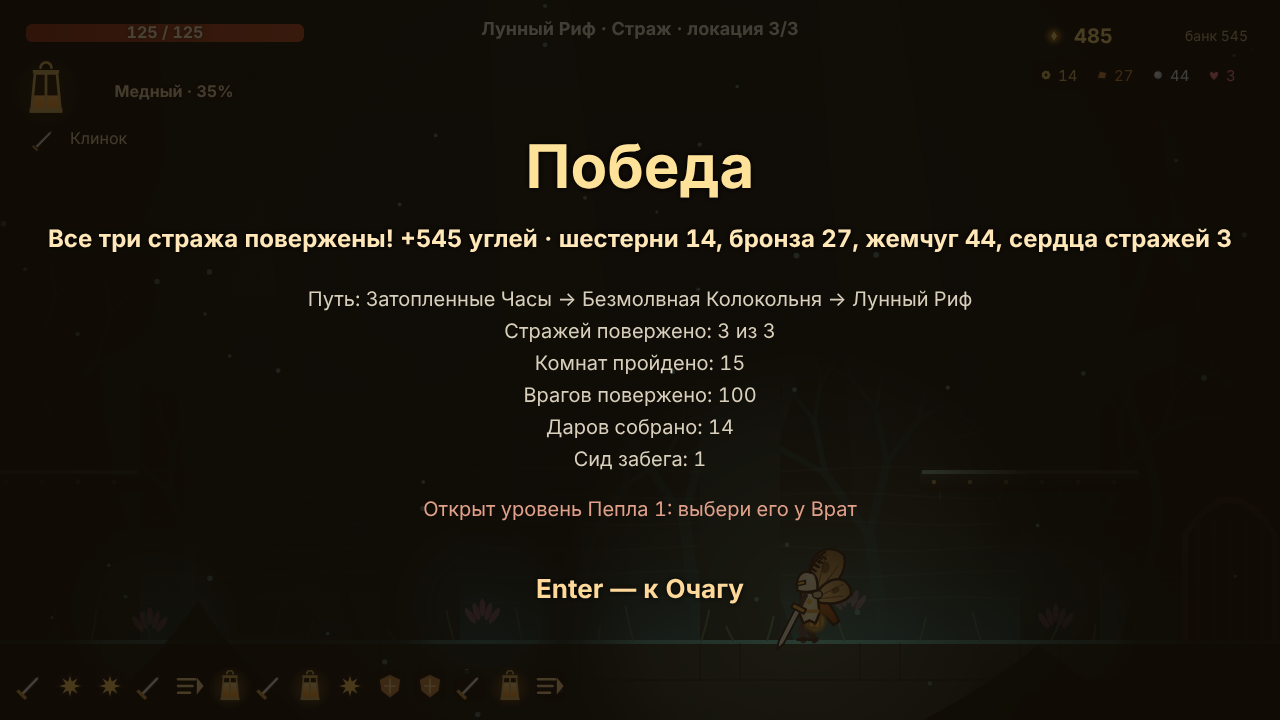 125 / 125
Лунный Риф · Страж · локация 3/3
485
банк 545
14 27 44 3
Медный · 35%
Клинок
Победа
Все три стража повержены! +545 углей · шестерни 14, бронза 27, жемчуг 44, сердца стражей 3
Путь: Затопленные Часы → Безмолвная Колокольня → Лунный Риф
Стражей повержено: 3 из 3
Комнат пройдено: 15
Врагов повержено: 100
Даров собрано: 14
Сид забега: 1
Открыт уровень Пепла 1: выбери его у Врат
Enter — к Очагу